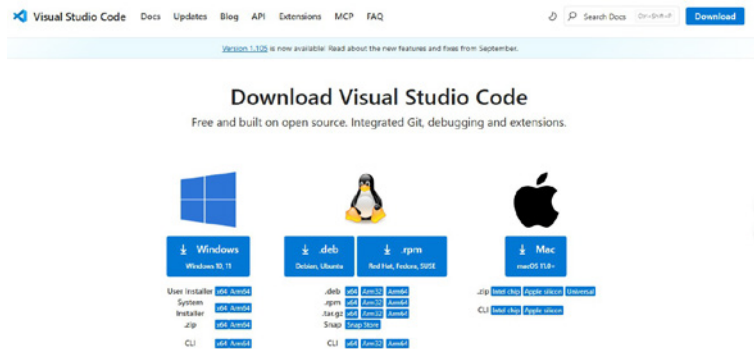 Visual Studio Code Docs Updates Blog API Extensions MCP FAQ Search Docs Download
Version 1.105 is now available! Read about the new features and fixes from September.
Download Visual Studio Code
Free and built on open source. Integrated Git, debugging and extensions.
Windows
Windows 10, 11
.deb
Debian, Ubuntu
.rpm
Red Hat, Fedora, SUSE
Mac
macOS 11.0+
User Installer x64 Arm64
System Installer x64 Arm64
.zip x64 Arm64
CLI x64 Arm64
.deb x64 Arm32 Arm64
.rpm x64 Arm32 Arm64
.tar.gz x64 Arm32 Arm64
Snap Snap Store
CLI x64 Arm32 Arm64
.zip Intel chip Apple silicon Universal
CLI Intel chip Apple silicon